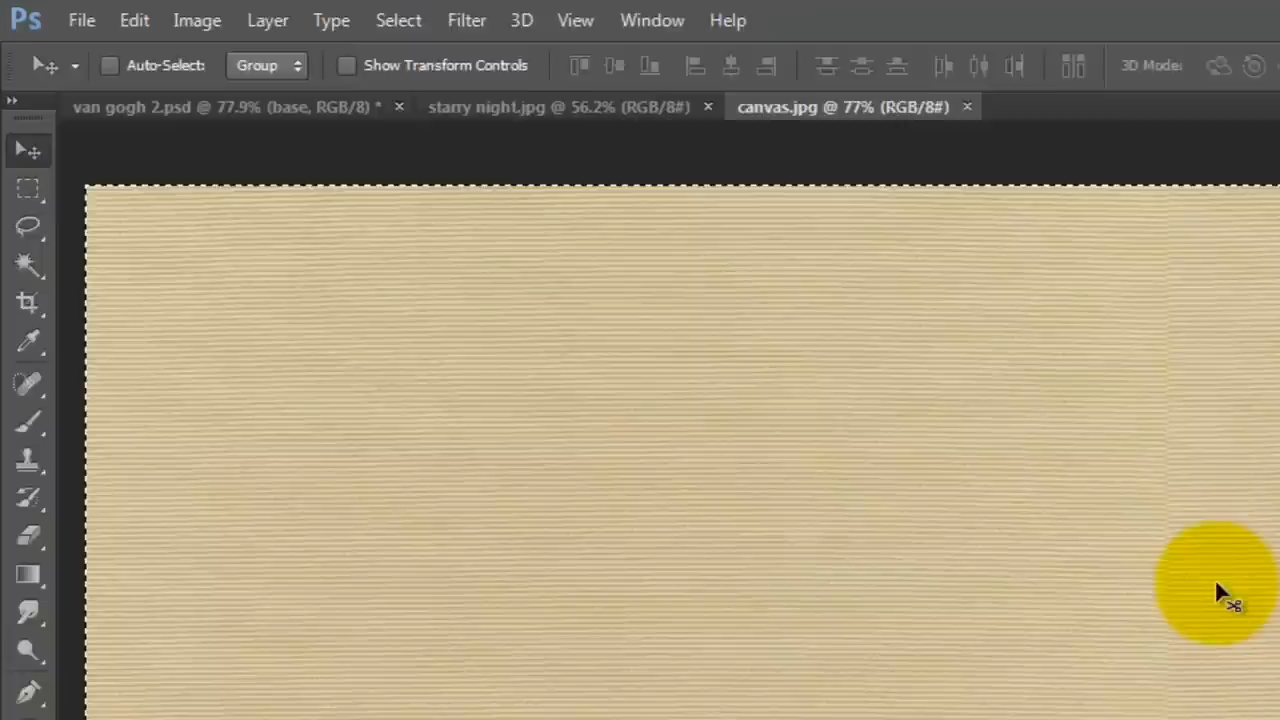 Ps File Edit Image Layer Type Select Filter 3D View Window Help
Auto-Select: Group Show Transform Controls 3D Mode:
van gogh 2.psd @ 77.9% (base, RGB/8) * × starry night.jpg @ 56.2% (RGB/8#) × canvas.jpg @ 77% (RGB/8#) ×